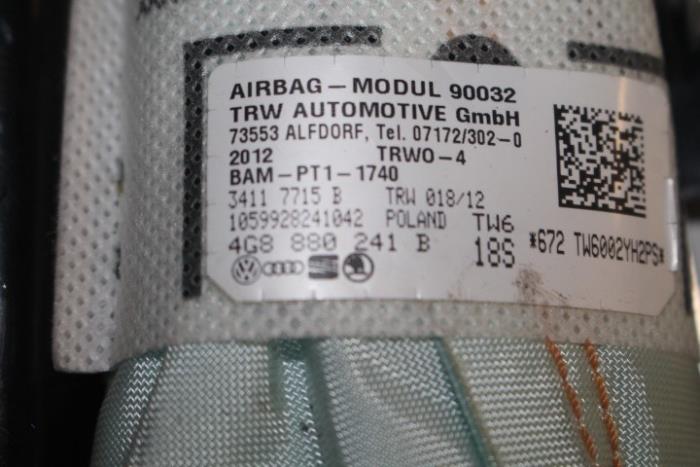 AIRBAG-MODUL 90032
TRW AUTOMOTIVE GmbH
73553 ALFDORF, Tel. 07172/302-0
2012 TRWO-4
BAM-PT1-1740
3411 7715 B TRW 018/12
1059928241042 POLAND TW6
4G8 880 241 B 18S *672 TW6002YH2PS*